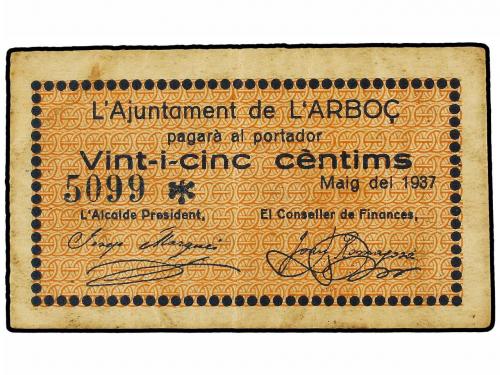 L'Ajuntament de L'ARBOÇ
pagarà al portador
Vint-i-cinc cèntims
5099 * Maig del 1937
L'Alcalde President, El Conseller de Finances,